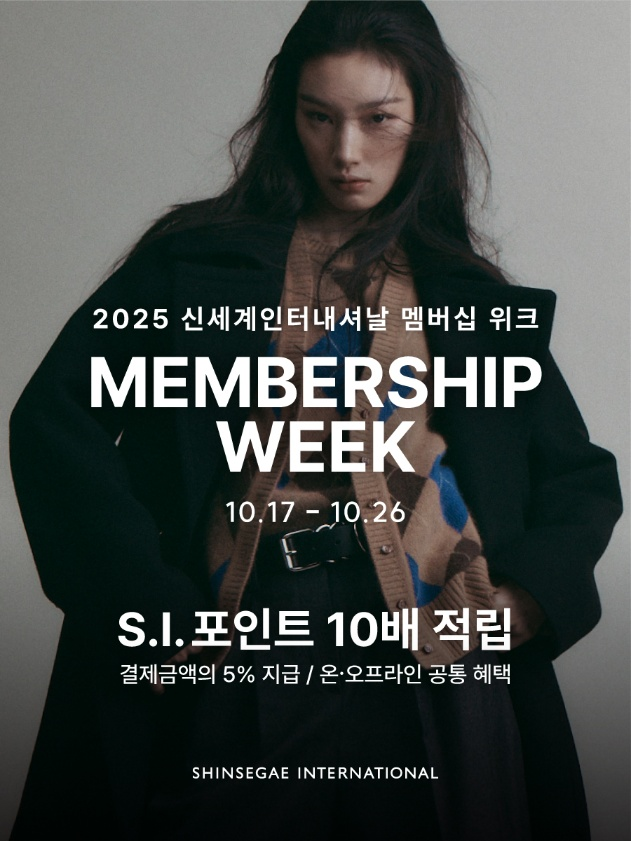 2025 신세계인터내셔날 멤버십 위크
MEMBERSHIP
WEEK
10.17 - 10.26
S.I.포인트 10배 적립
결제금액의 5% 지급 / 온·오프라인 공통 혜택
SHINSEGAE INTERNATIONAL